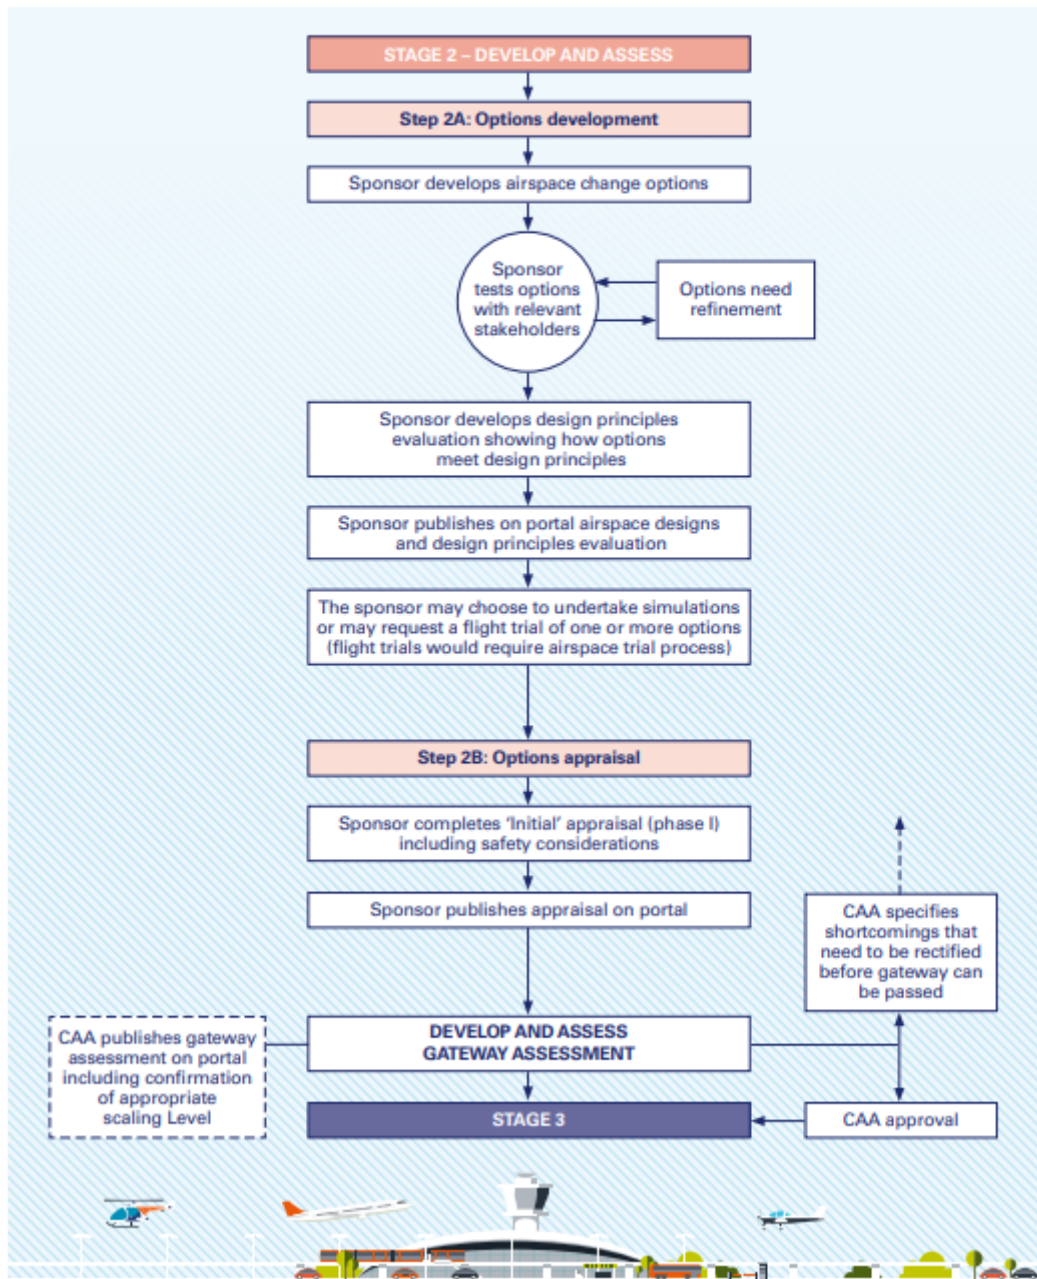 STAGE 2 – DEVELOP AND ASSESS
Step 2A: Options development
Sponsor develops airspace change options
Sponsor
tests options
with relevant
stakeholders
Options need
refinement
Sponsor develops design principles
evaluation showing how options
meet design principles
Sponsor publishes on portal airspace designs
and design principles evaluation
The sponsor may choose to undertake simulations
or may request a flight trial of one or more options
(flight trials would require airspace trial process)
Step 2B: Options appraisal
Sponsor completes ‘Initial’ appraisal (phase I)
including safety considerations
Sponsor publishes appraisal on portal
CAA specifies
shortcomings that
need to be rectified
before gateway can
be passed
CAA publishes gateway
assessment on portal
including confirmation
of appropriate
scaling Level
DEVELOP AND ASSESS
GATEWAY ASSESSMENT
STAGE 3
CAA approval